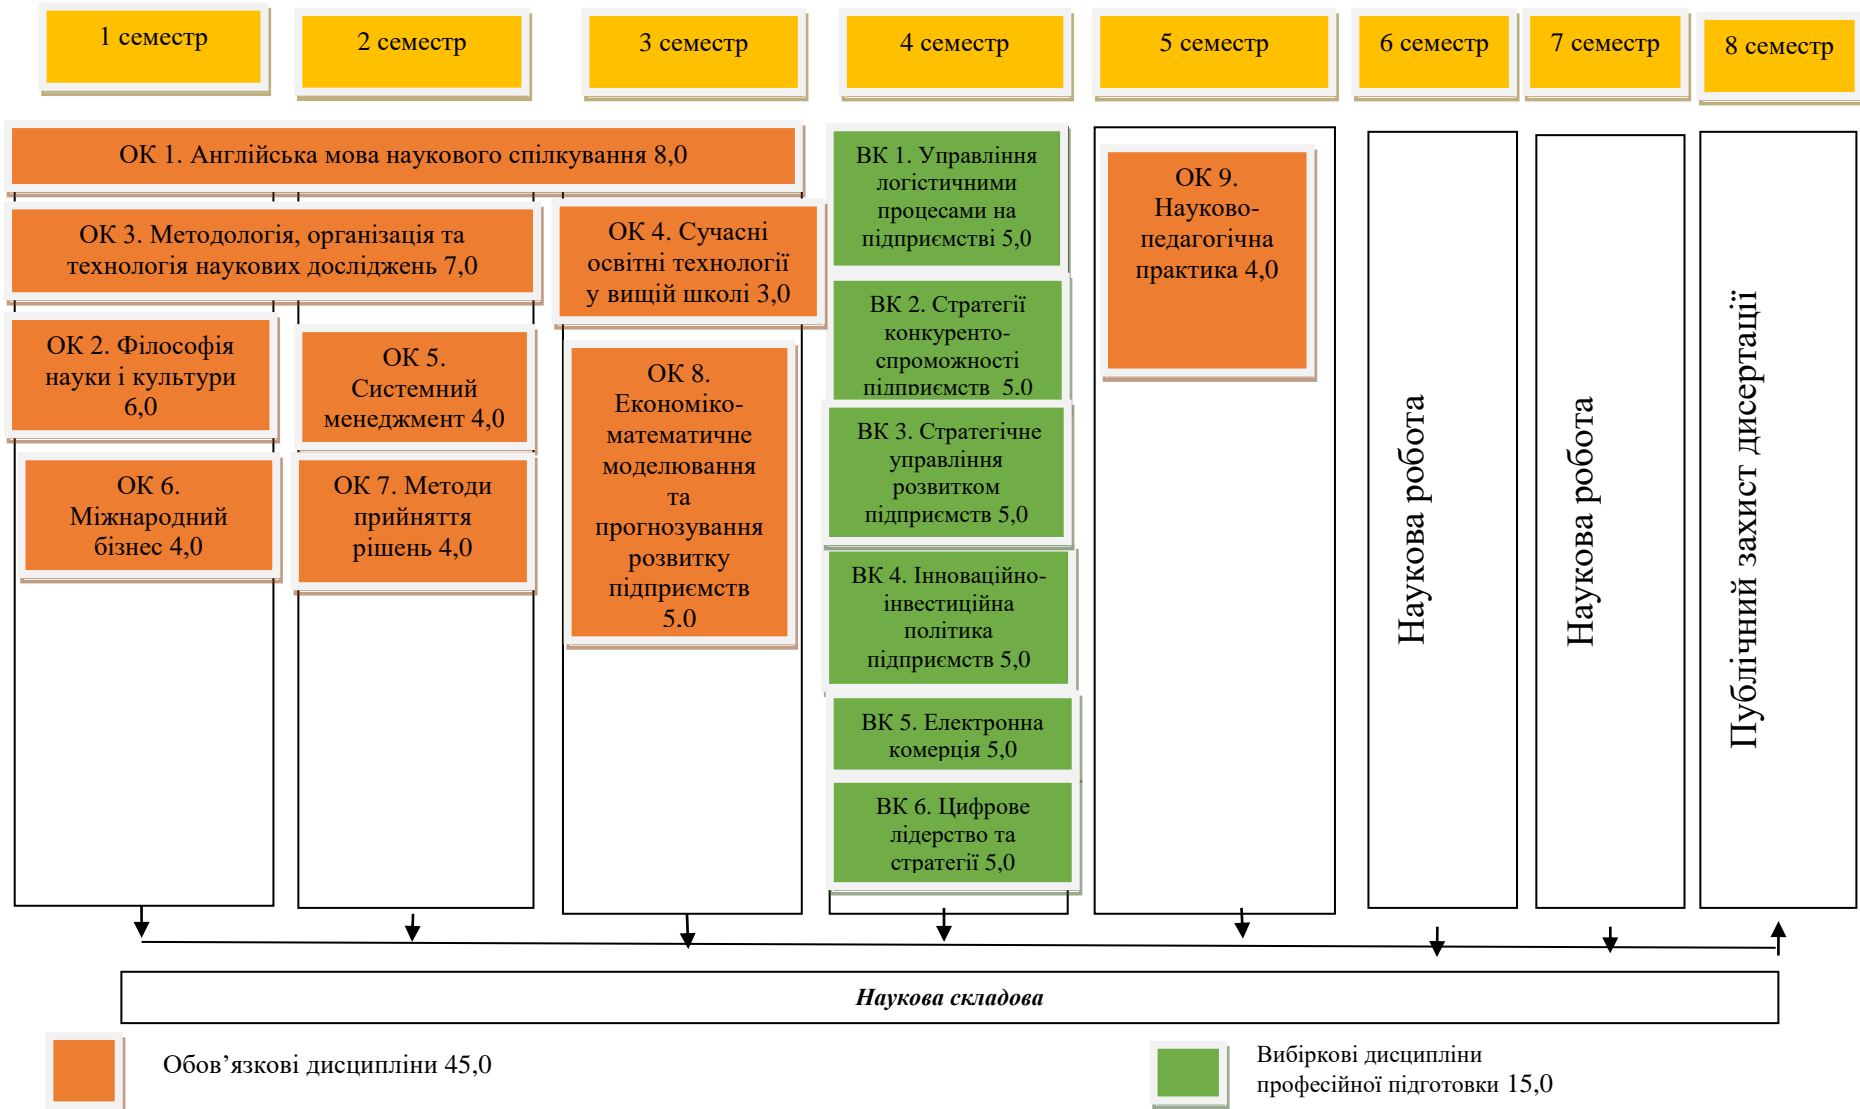 1 семестр
2 семестр
3 семестр
4 семестр
5 семестр
6 семестр
7 семестр
8 семестр
ОК 1. Англійська мова наукового спілкування 8,0
ОК 3. Методологія, організація та
технологія наукових досліджень 7,0
ОК 2. Філософія
науки і культури
6,0
ОК 6.
Міжнародний
бізнес 4,0
ОК 5.
Системний
менеджмент 4,0
ОК 7. Методи
прийняття
рішень 4,0
ОК 4. Сучасні
освітні технології
у вищій школі 3,0
ОК 8.
Економіко-
математичне
моделювання
та
прогнозування
розвитку
підприємств
5,0
ВК 1. Управління
логістичними
процесами на
підприємстві 5,0
ВК 2. Стратегії
конкуренто-
спроможності
підприємств 5,0
ВК 3. Стратегічне
управління
розвитком
підприємств 5,0
ВК 4. Інноваційно-
інвестиційна
політика
підприємств 5,0
ВК 5. Електронна
комерція 5,0
ВК 6. Цифрове
лідерство та
стратегії 5,0
ОК 9.
Науково-
педагогічна
практика 4,0
Наукова робота
Наукова робота
Публічний захист дисертації
Наукова складова
Обов’язкові дисципліни 45,0
Вибіркові дисципліни
професійної підготовки 15,0